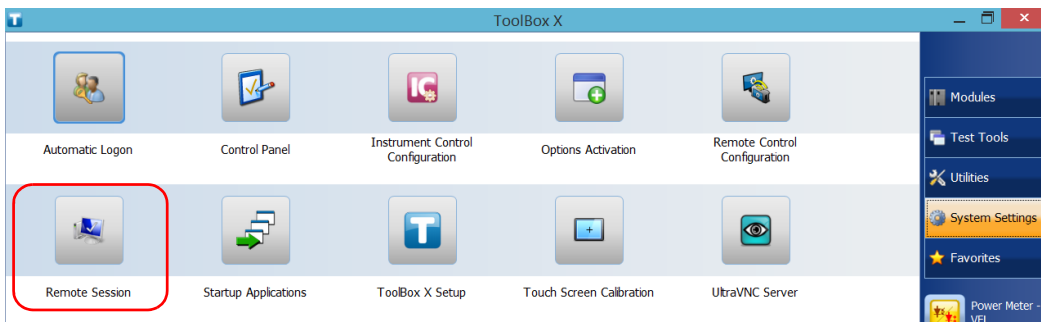 ToolBox X
Automatic Logon
Control Panel
Instrument Control
Configuration
Options Activation
Remote Control
Configuration
Remote Session
Startup Applications
ToolBox X Setup
Touch Screen Calibration
UltraVNC Server
Modules
Test Tools
Utilities
System Settings
Favorites
Power Meter -
VFL